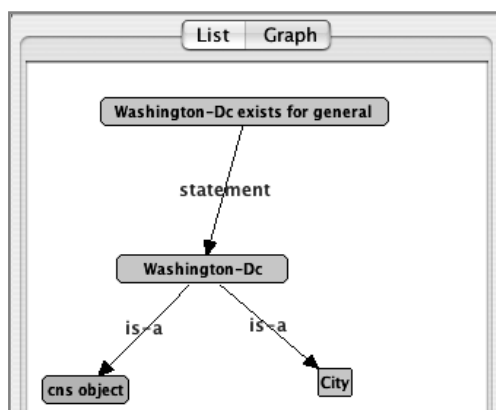 List Graph
Washington-Dc exists for general
statement
Washington-Dc
is-a is-a
cns object City